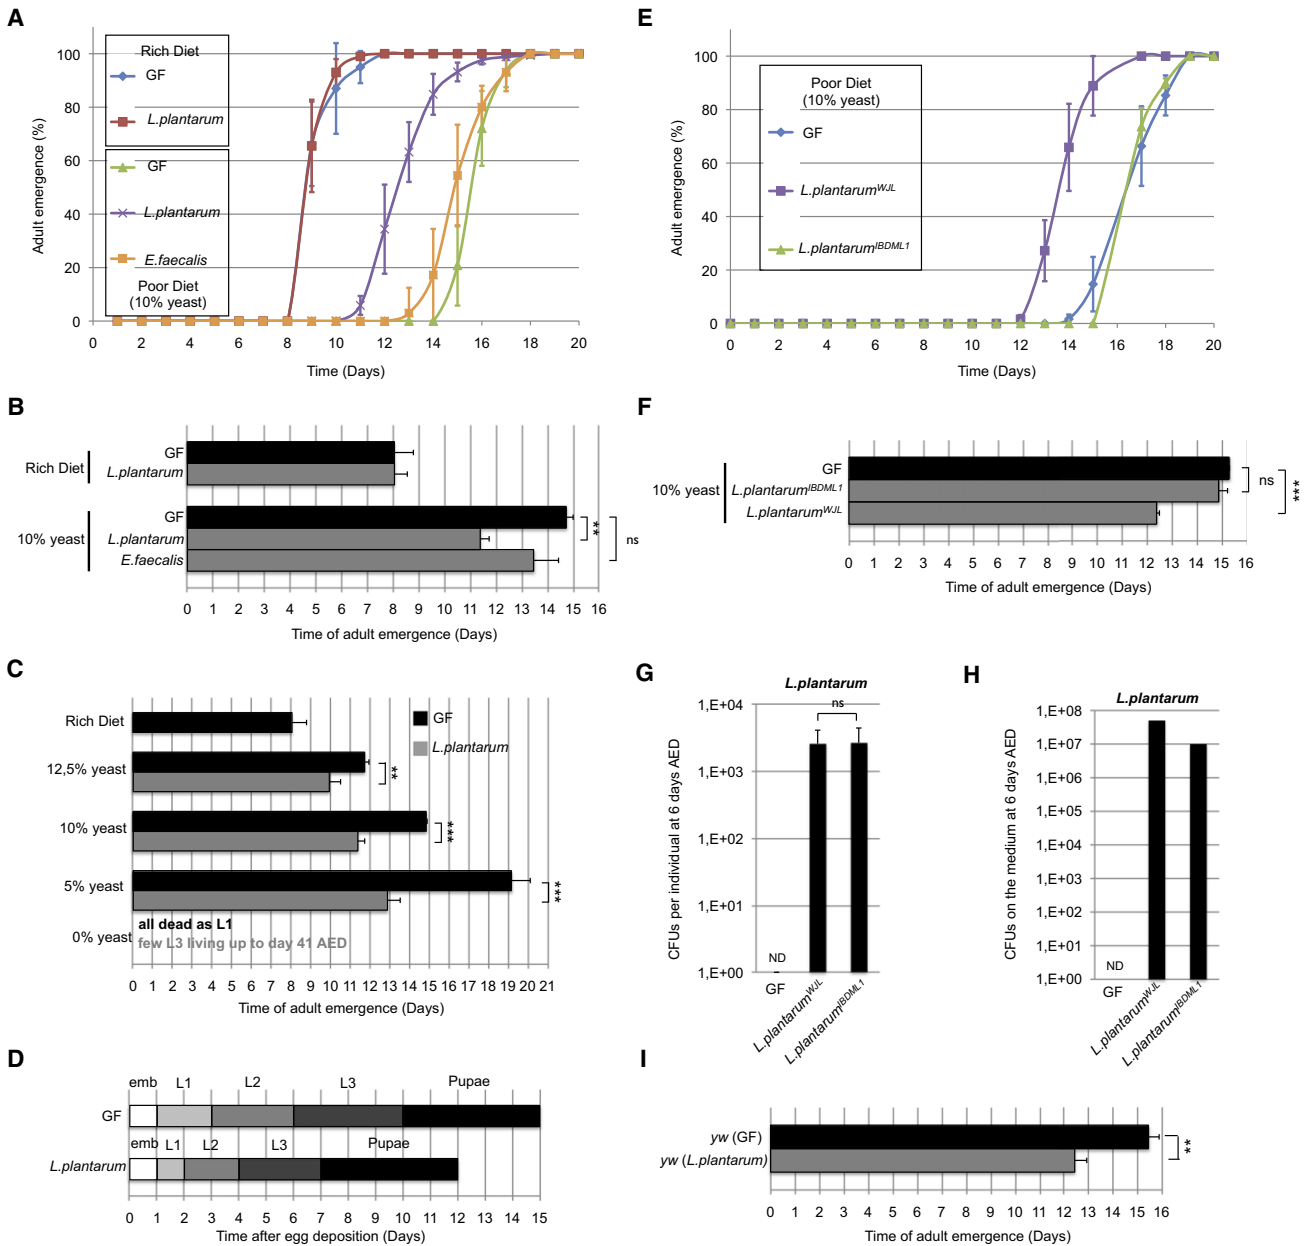 A
Rich Diet
GF
L.plantarum
GF
L.plantarum
E.faecalis
Poor Diet
(10% yeast)
Adult emergence (%)
100
80
60
40
20
0
0 2 4 6 8 10 12 14 16 18 20
Time (Days)
E
Poor Diet
(10% yeast)
GF
L.plantarumWJL
L.plantarumIBDML1
Adult emergence (%)
100
80
60
40
20
0
0 2 4 6 8 10 12 14 16 18 20
Time (Days)
B
Rich Diet
GF
L.plantarum
10% yeast
GF
L.plantarum
E.faecalis
**
ns
0 1 2 3 4 5 6 7 8 9 10 11 12 13 14 15 16
Time of adult emergence (Days)
F
10% yeast
GF
L.plantarumIBDML1
L.plantarumWJL
ns
***
0 1 2 3 4 5 6 7 8 9 10 11 12 13 14 15 16
Time of adult emergence (Days)
C
Rich Diet
12,5% yeast
10% yeast
5% yeast
0% yeast
GF
L.plantarum
**
***
***
all dead as L1
few L3 living up to day 41 AED
0 1 2 3 4 5 6 7 8 9 10 11 12 13 14 15 16 17 18 19 20 21
Time of adult emergence (Days)
G
L.plantarum
CFUs per individual at 6 days AED
1,E+04
1,E+03
1,E+02
1,E+01
1,E+00
ns
ND
GF
L.plantarumWJL
L.plantarumIBDML1
H
L.plantarum
CFUs on the medium at 6 days AED
1,E+08
1,E+07
1,E+06
1,E+05
1,E+04
1,E+03
1,E+02
1,E+01
1,E+00
ND
GF
L.plantarumWJL
L.plantarumIBDML1
D
emb L1 L2 L3 Pupae
GF
emb L1 L2 L3 Pupae
L.plantarum
0 1 2 3 4 5 6 7 8 9 10 11 12 13 14 15
Time after egg deposition (Days)
I
yw (GF)
yw (L.plantarum)
**
0 1 2 3 4 5 6 7 8 9 10 11 12 13 14 15 16
Time of adult emergence (Days)